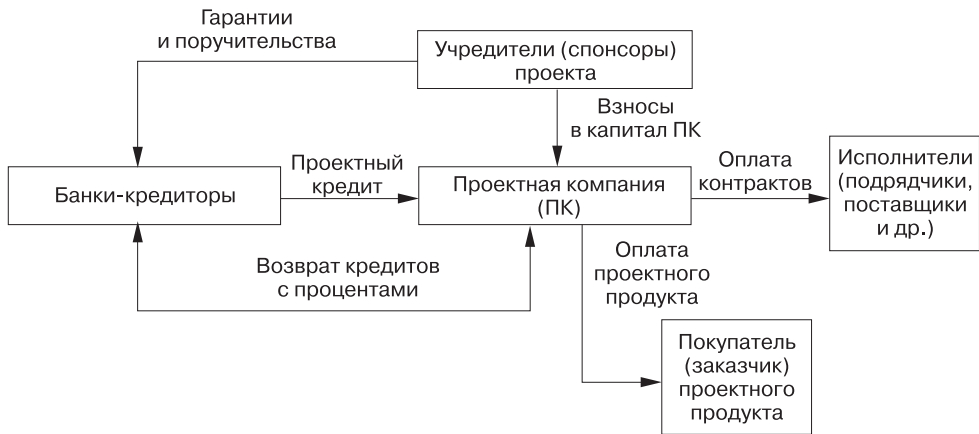 Гарантии
и поручительства
Учредители (спонсоры)
проекта
Взносы
в капитал ПК
Банки-кредиторы
Проектный
кредит
Проектная компания
(ПК)
Оплата
контрактов
Исполнители
(подрядчики,
поставщики
и др.)
Возврат кредитов
с процентами
Оплата
проектного
продукта
Покупатель
(заказчик)
проектного
продукта